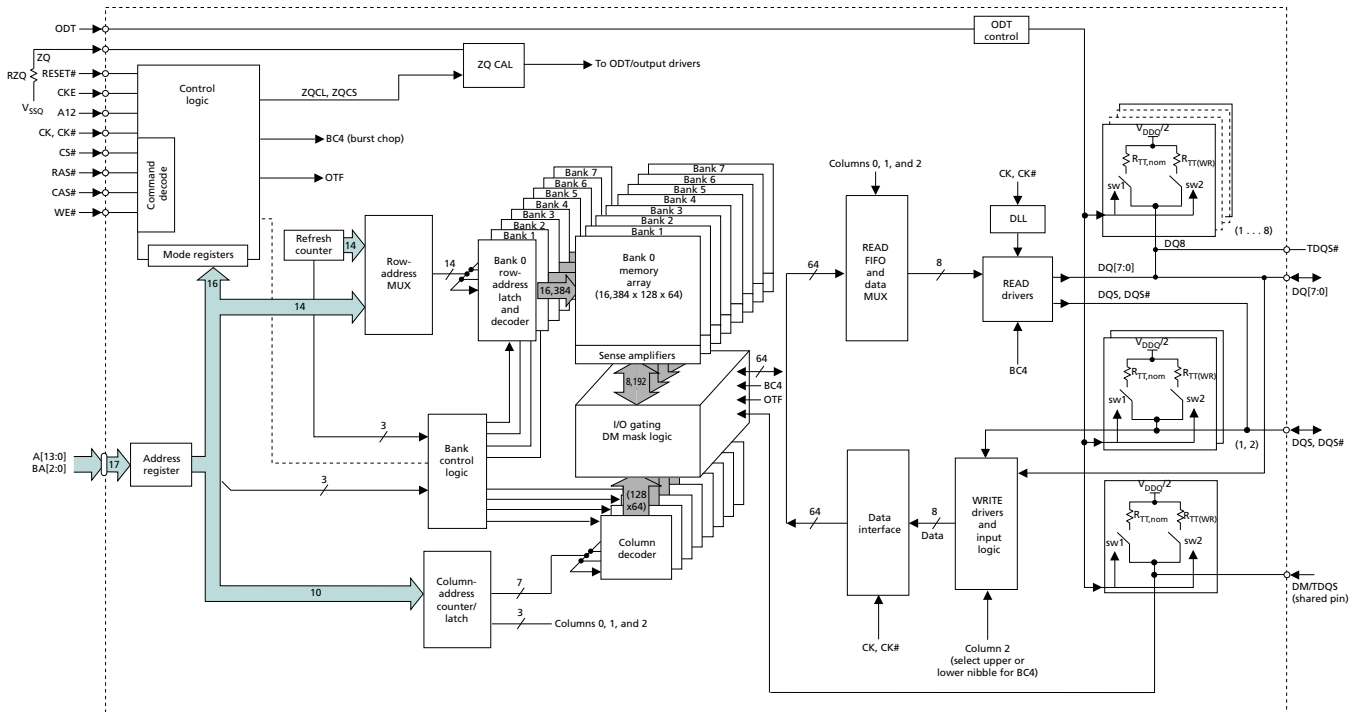 ODT
ODT
control
ZQ
RZQ
VSSQ
RESET#
CKE
A12
CK, CK#
CS#
RAS#
CAS#
WE#
Control
logic
Command
decode
Mode registers
ZQ CAL
To ODT/output drivers
ZQCL, ZQCS
BC4 (burst chop)
OTF
Refresh
counter
14
Row-
address
MUX
14
16
14
Bank 7
Bank 6
Bank 5
Bank 4
Bank 3
Bank 2
Bank 1
Bank 0
row-
address
latch
and
decoder
16,384
Bank 7
Bank 6
Bank 5
Bank 4
Bank 3
Bank 2
Bank 1
Bank 0
memory
array
(16,384 x 128 x 64)
Sense amplifiers
8,192
64
BC4
OTF
I/O gating
DM mask logic
(128
x64)
Column
decoder
3
3
Bank
control
logic
A[13:0]
BA[2:0]
17
Address
register
10
Column-
address
counter/
latch
7
3
Columns 0, 1, and 2
Columns 0, 1, and 2
64
READ
FIFO
and
data
MUX
8
CK, CK#
DLL
READ
drivers
BC4
DQ8
DQ[7:0]
DQS, DQS#
VDDQ/2
RTT,nom
RTT(WR)
sw1
sw2
(1 . . . 8)
TDQS#
DQ[7:0]
VDDQ/2
RTT,nom
RTT(WR)
sw1
sw2
(1, 2)
DQS, DQS#
64
Data
interface
8
Data
WRITE
drivers
and
input
logic
CK, CK#
Column 2
(select upper or
lower nibble for BC4)
VDDQ/2
RTT,nom
RTT(WR)
sw1
sw2
DM/TDQS
(shared pin)